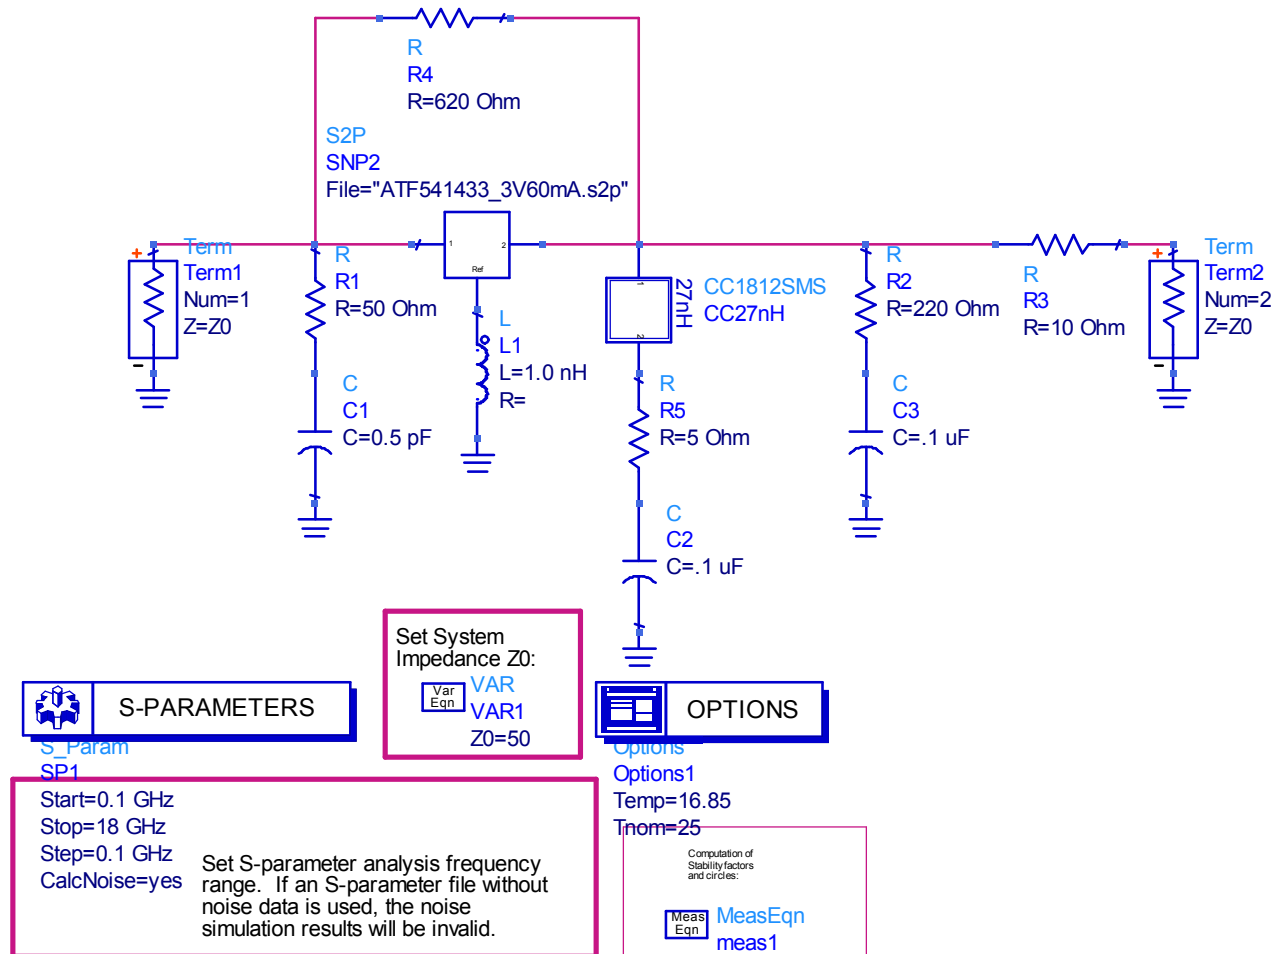 R
R4
R=620 Ohm
S2P
SNP2
File="ATF541433_3V60mA.s2p"
1
2
Ref
+
Term
Term1
Num=1
Z=Z0
-
R
R1
R=50 Ohm
C
C1
C=0.5 pF
L
L1
L=1.0 nH
R=
1
2
27nH
CC1812SMS
CC27nH
R
R5
R=5 Ohm
C
C2
C=.1 uF
R
R2
R=220 Ohm
C
C3
C=.1 uF
R
R3
R=10 Ohm
+
Term
Term2
Num=2
Z=Z0
-
Set System
Impedance Z0:
Var
Eqn
VAR
VAR1
Z0=50
S-PARAMETERS
S_Param
SP1
Start=0.1 GHz
Stop=18 GHz
Step=0.1 GHz
CalcNoise=yes
Set S-parameter analysis frequency
range. If an S-parameter file without
noise data is used, the noise
simulation results will be invalid.
OPTIONS
Options
Options1
Temp=16.85
Tnom=25
Computation of
Stability factors
and circles:
Meas
Eqn
MeasEqn
meas1